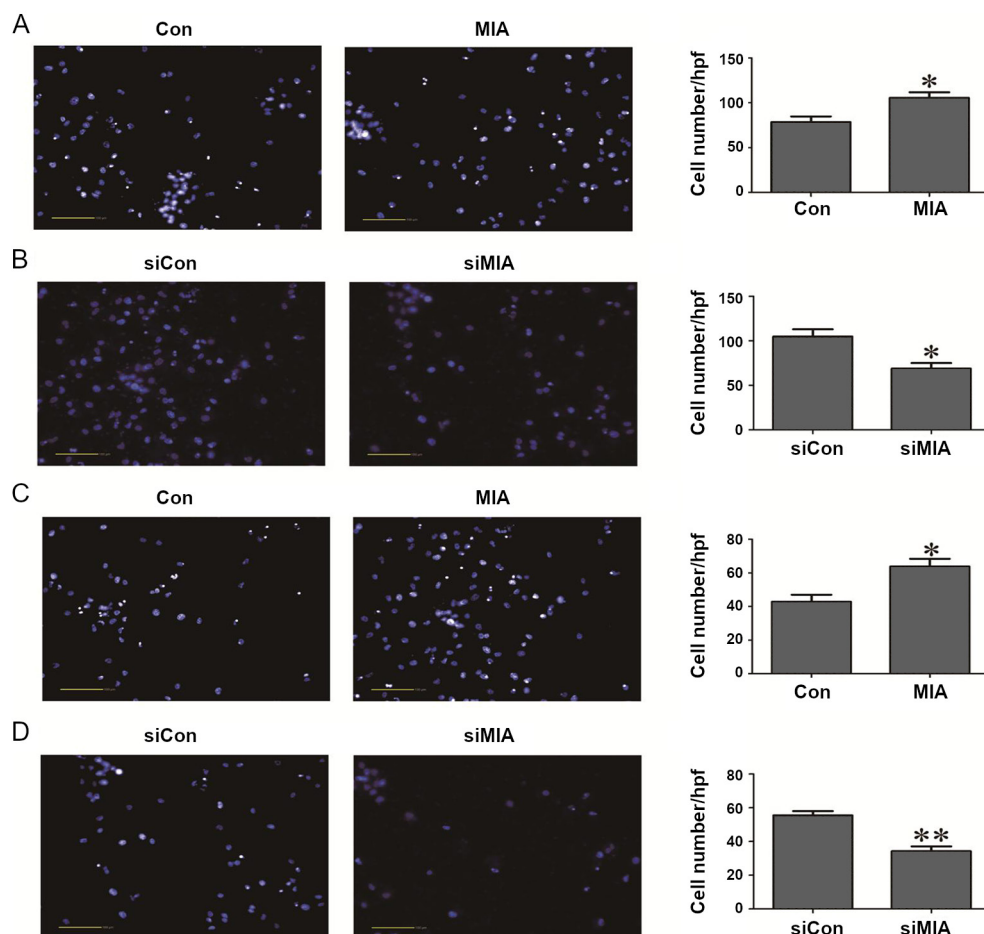 A
Con
MIA
Cell number/hpf
150
100
50
0
*
Con
MIA
B
siCon
siMIA
Cell number/hpf
150
100
50
0
*
siCon
siMIA
C
Con
MIA
Cell number/hpf
80
60
40
20
0
*
Con
MIA
D
siCon
siMIA
Cell number/hpf
80
60
40
20
0
**
siCon
siMIA